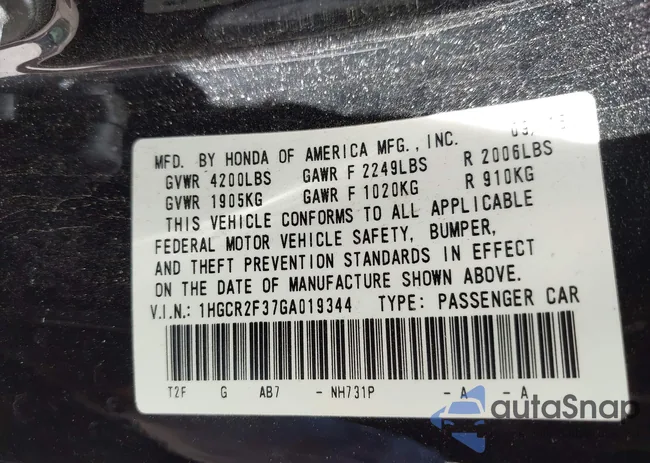 MFD. BY HONDA OF AMERICA MFG., INC.
GVWR 4200LBS GAWR F 2249LBS R 2006LBS
GVWR 1905KG GAWR F 1020KG R 910KG
THIS VEHICLE CONFORMS TO ALL APPLICABLE
FEDERAL MOTOR VEHICLE SAFETY, BUMPER,
AND THEFT PREVENTION STANDARDS IN EFFECT
ON THE DATE OF MANUFACTURE SHOWN ABOVE.
V.I.N.: 1HGCR2F37GA019344 TYPE: PASSENGER CAR
T2F G AB7 - NH731P - A - A
autoSnap